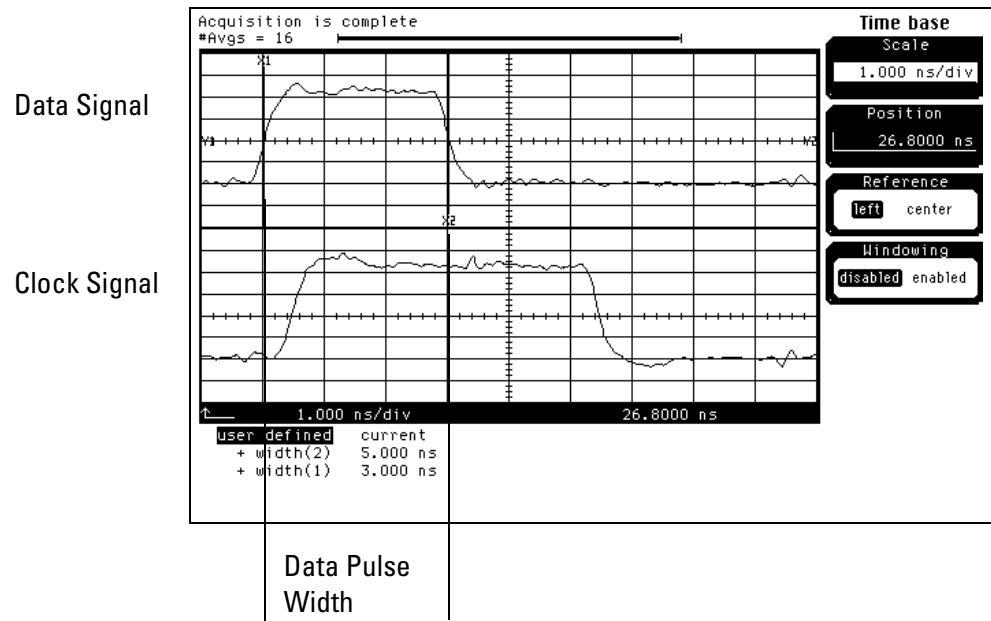 Acquisition is complete
#Avgs = 16
Time base
Scale
1.000 ns/div
Position
26.8000 ns
Reference
left center
Windowing
disabled enabled
Data Signal
Clock Signal
X1
Y2
X2
1.000 ns/div 26.8000 ns
user defined current
+ width(2) 5.000 ns
+ width(1) 3.000 ns
Data Pulse
Width